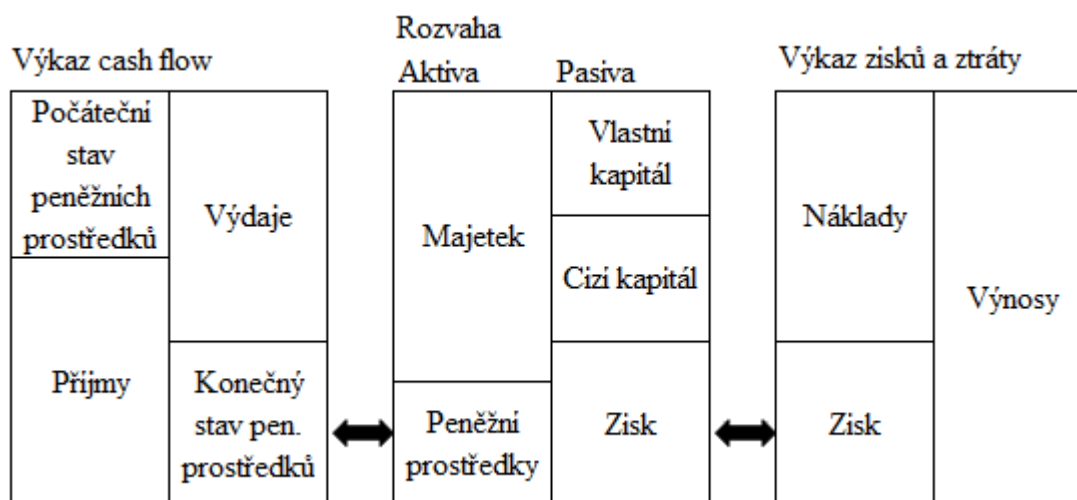 Výkaz cash flow
Počáteční
stav
peněžních
prostředků
Výdaje
Příjmy
Konečný
stav pen.
prostředků
Rozvaha
Aktiva
Pasiva
Majetek
Vlastní
kapitál
Cizí kapitál
Peněžní
prostředky
Zisk
Výkaz zisků a ztráty
Náklady
Výnosy
Zisk